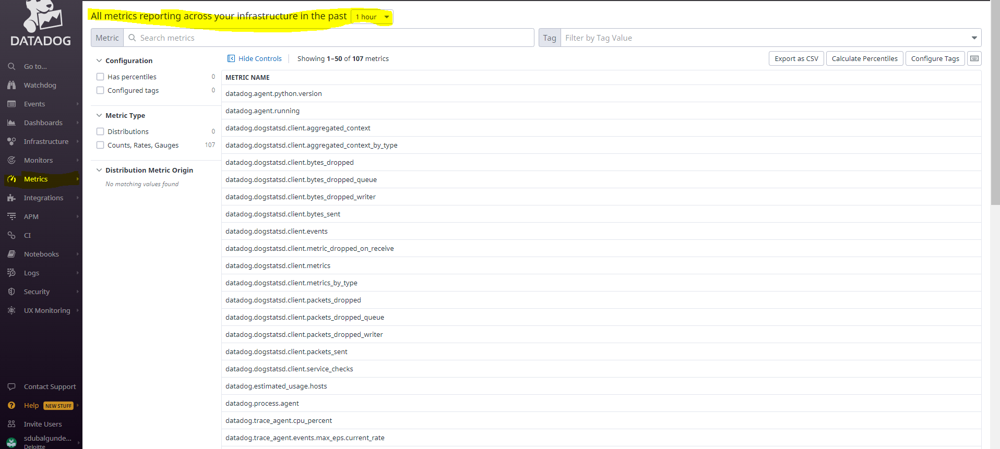 DATADOG
Go to...
Watchdog
Events
Dashboards
Infrastructure
Monitors
Metrics
Integrations
APM
CI
Notebooks
Logs
Security
UX Monitoring
Contact Support
Help NEW STUFF
Invite Users
sdubalgunde...
Deloitte
All metrics reporting across your infrastructure in the past 1 hour
Metric Search metrics
Tag Filter by Tag Value
Configuration
Has percentiles 0
Configured tags 0
Metric Type
Distributions 0
Counts, Rates, Gauges 107
Distribution Metric Origin
No matching values found
Hide Controls Showing 1–50 of 107 metrics
Export as CSV Calculate Percentiles Configure Tags
METRIC NAME
datadog.agent.python.version
datadog.agent.running
datadog.dogstatsd.client.aggregated_context
datadog.dogstatsd.client.aggregated_context_by_type
datadog.dogstatsd.client.bytes_dropped
datadog.dogstatsd.client.bytes_dropped_queue
datadog.dogstatsd.client.bytes_dropped_writer
datadog.dogstatsd.client.bytes_sent
datadog.dogstatsd.client.events
datadog.dogstatsd.client.metric_dropped_on_receive
datadog.dogstatsd.client.metrics
datadog.dogstatsd.client.metrics_by_type
datadog.dogstatsd.client.packets_dropped
datadog.dogstatsd.client.packets_dropped_queue
datadog.dogstatsd.client.packets_dropped_writer
datadog.dogstatsd.client.packets_sent
datadog.dogstatsd.client.service_checks
datadog.estimated_usage.hosts
datadog.process.agent
datadog.trace_agent.cpu_percent
datadog.trace_agent.events.max_eps.current_rate